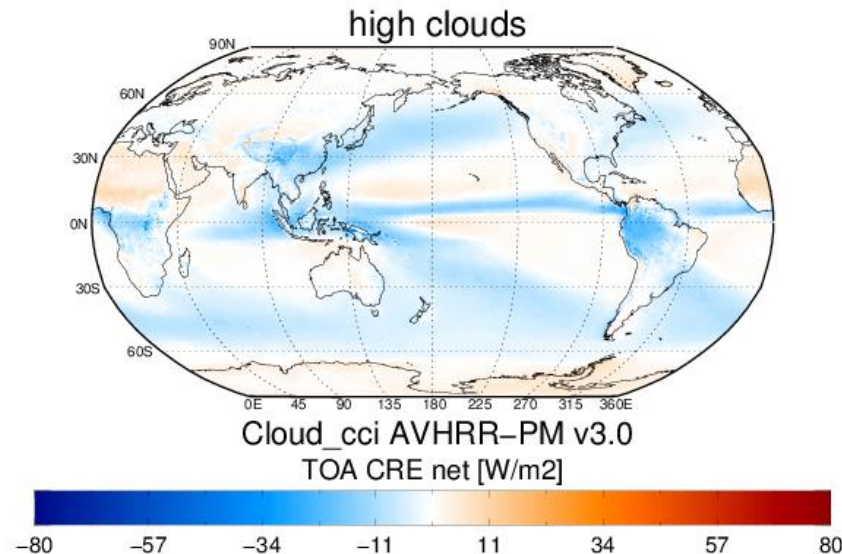 high clouds
90N
60N
30N
0N
30S
60S
0E 45 90 135 180 225 270 315 360E
Cloud_cci AVHRR−PM v3.0
TOA CRE net [W/m2]
−80 −57 −34 −11 11 34 57 80